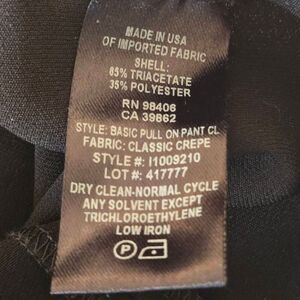 MADE IN USA
OF IMPORTED FABRIC
SHELL:
65% TRIACETATE
35% POLYESTER
RN 98406
CA 39862
STYLE: BASIC PULL ON PANT CL
FABRIC: CLASSIC CREPE
STYLE #: I1009210
LOT #: 417777
DRY CLEAN-NORMAL CYCLE
ANY SOLVENT EXCEPT
TRICHLOROETHYLENE
LOW IRON
P